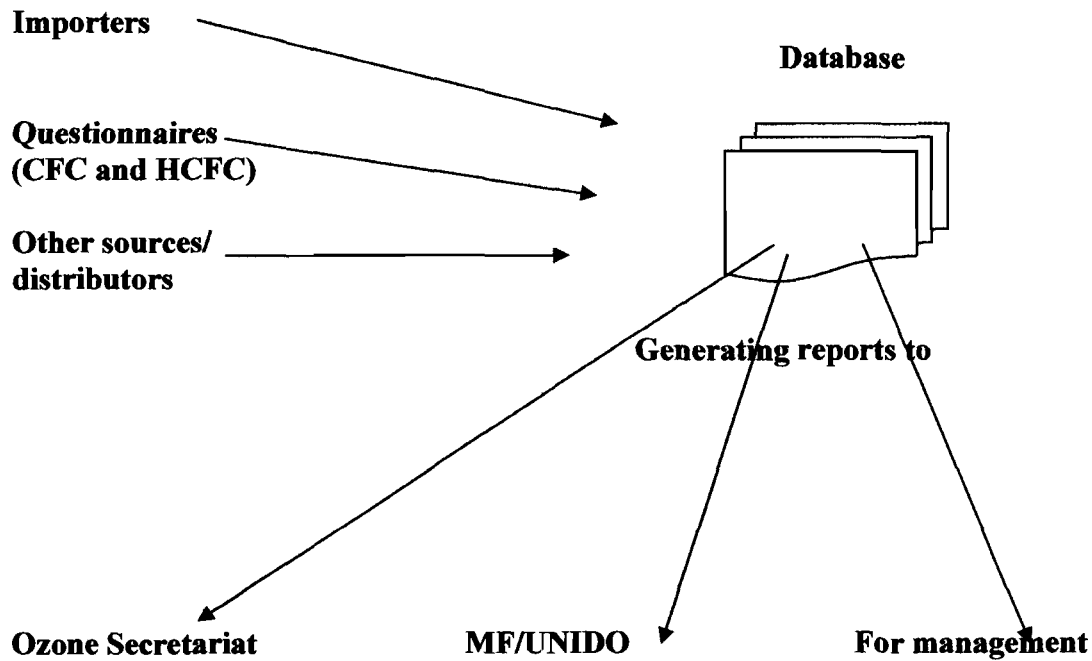 Importers
Database
Questionnaires
(CFC and HCFC)
Other sources/
distributors
Generating reports to
Ozone Secretariat
MF/UNIDO
For management